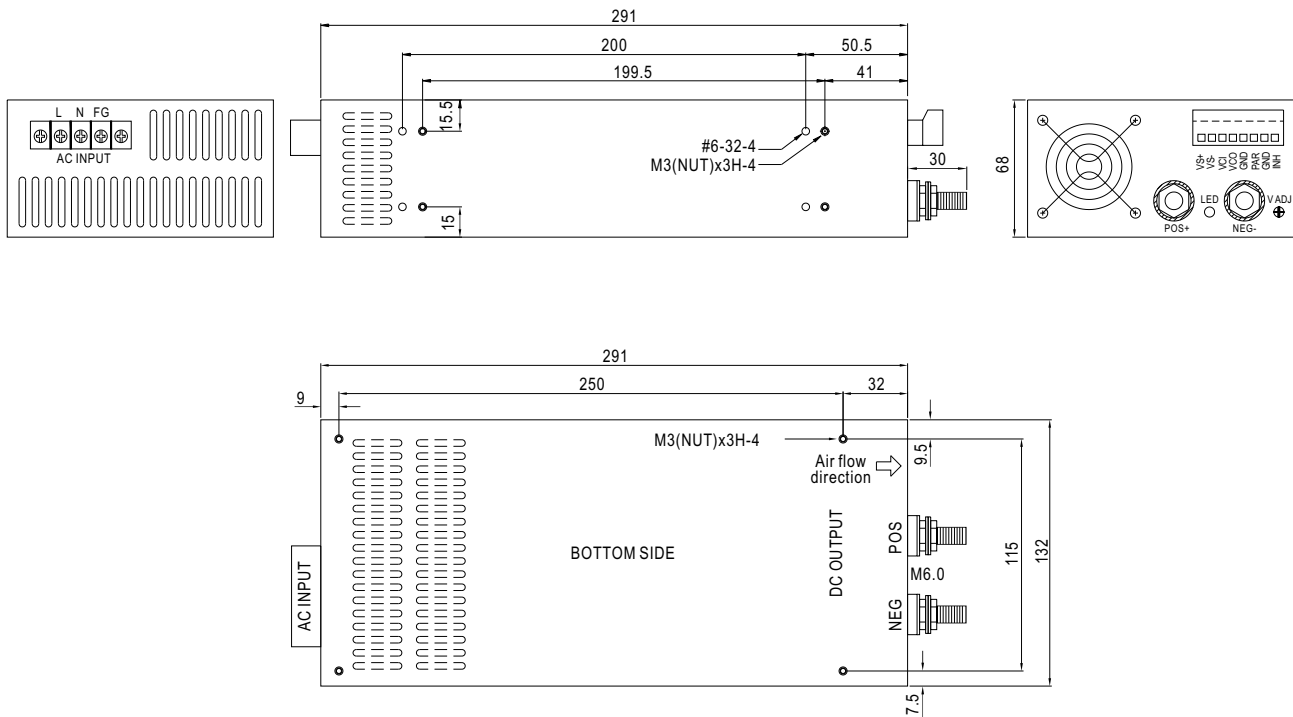 291
200
50.5
199.5
41
15.5
#6-32-4
M3(NUT)x3H-4
15
30
L N FG
AC INPUT
68
VS+
VS-
VCI
VCO
GND
PAR
GND
INH
LED
V ADJ
POS+
NEG-
291
250
32
9
M3(NUT)x3H-4
9.5
Air flow
direction
BOTTOM SIDE
AC INPUT
DC OUTPUT
POS
M6.0
NEG
115
132
7.5